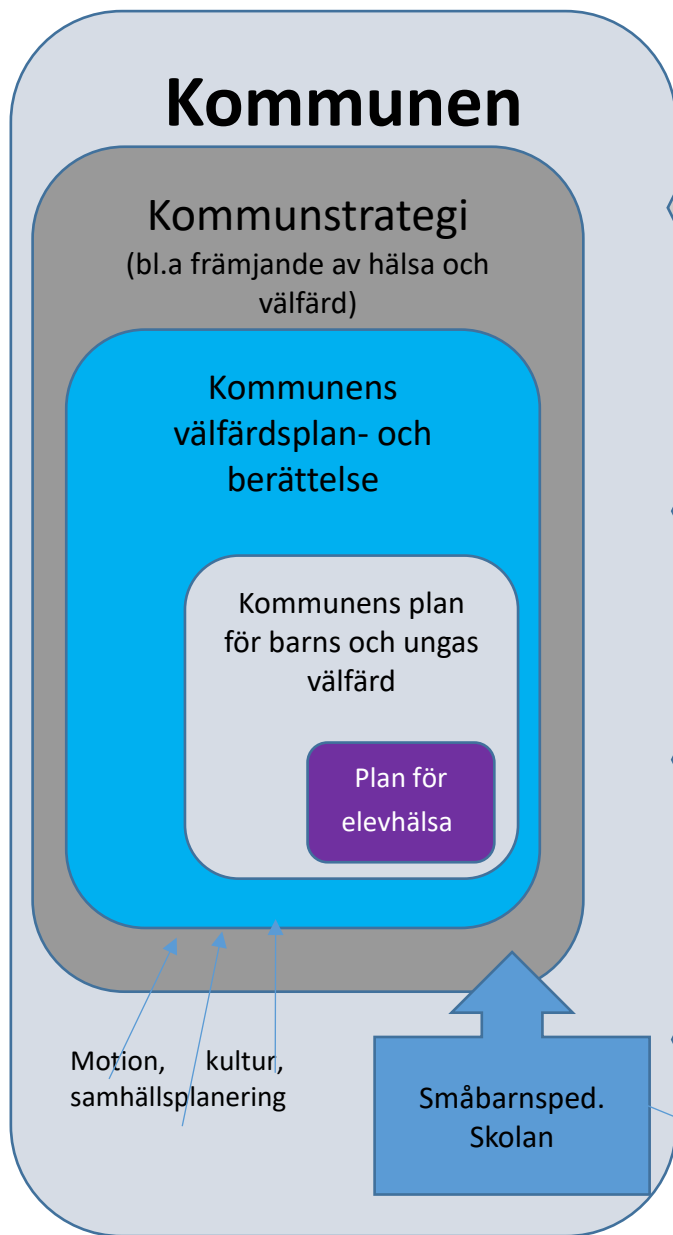 Kommunen
Kommunstrategi
(bl.a främjande av hälsa och
välfärd)
Kommunens
välfärdsplan- och
berättelse
Kommunens plan
för barns och ungas
välfärd
Plan för
elevhälsa
Motion, kultur,
samhällsplanering
Småbarnsped.
Skolan